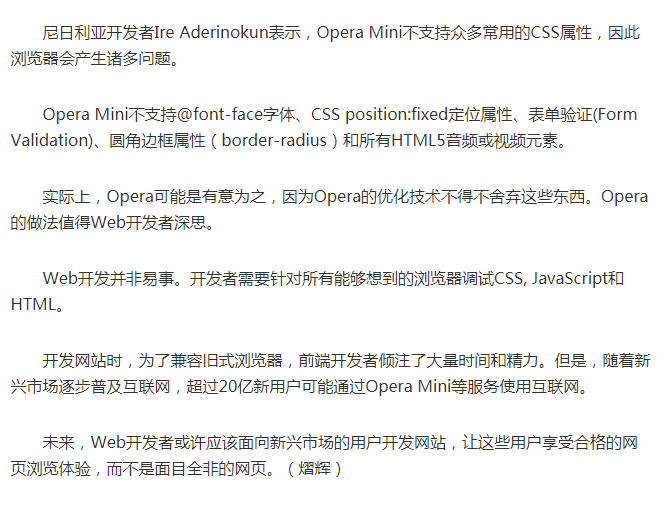 尼日利亚开发者Ire Aderinokun表示，Opera Mini不支持众多常用的CSS属性，因此
浏览器会产生诸多问题。
Opera Mini不支持@font-face字体、CSS position:fixed定位属性、表单验证(Form
Validation)、圆角边框属性（border-radius）和所有HTML5音频或视频元素。
实际上，Opera可能是有意为之，因为Opera的优化技术不得不舍弃这些东西。Opera
的做法值得Web开发者深思。
Web开发并非易事。开发者需要针对所有能够想到的浏览器调试CSS, JavaScript和
HTML。
开发网站时，为了兼容旧式浏览器，前端开发者倾注了大量时间和精力。但是，随着新
兴市场逐步普及互联网，超过20亿新用户可能通过Opera Mini等服务使用互联网。
未来，Web开发者或许应该面向新兴市场的用户开发网站，让这些用户享受合格的网
页浏览体验，而不是面目全非的网页。（熠辉）